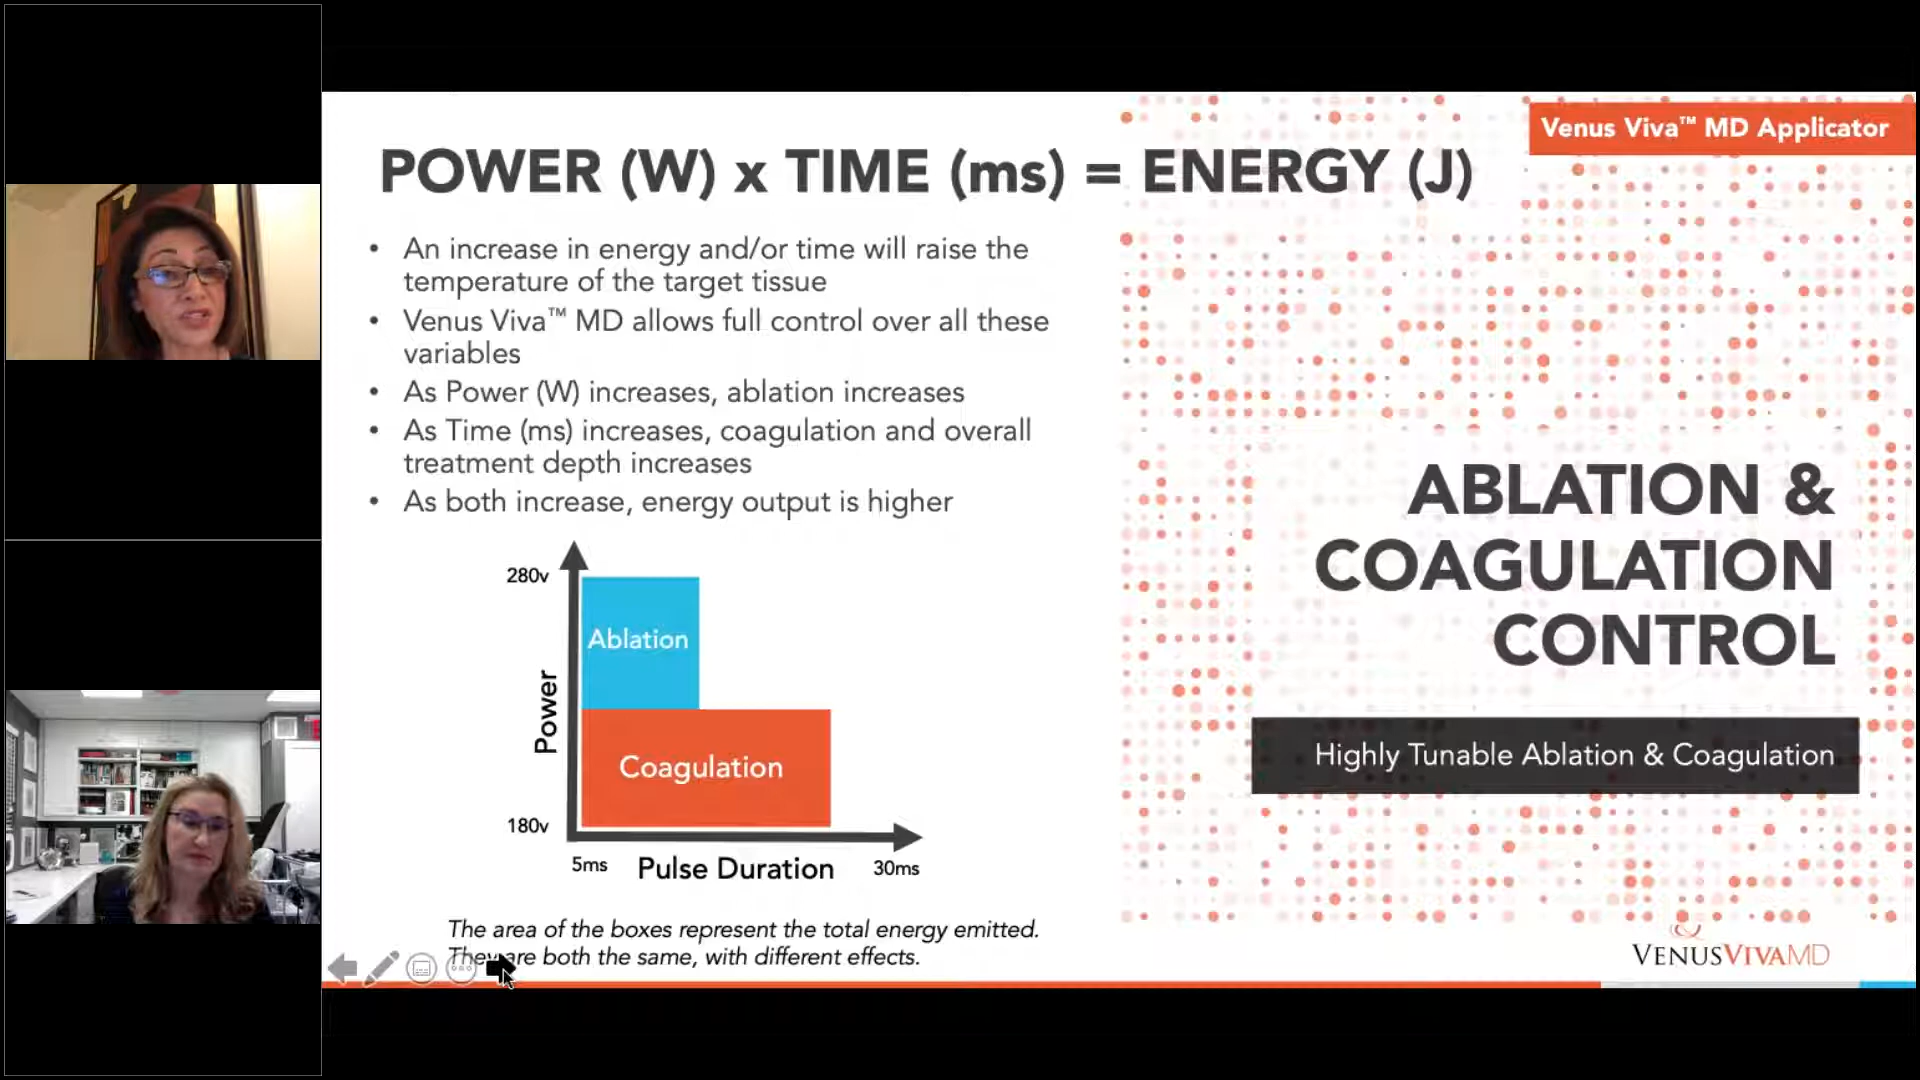 Venus Viva™ MD Applicator
POWER (W) x TIME (ms) = ENERGY (J)
• An increase in energy and/or time will raise the
temperature of the target tissue
• Venus Viva™ MD allows full control over all these
variables
• As Power (W) increases, ablation increases
• As Time (ms) increases, coagulation and overall
treatment depth increases
• As both increase, energy output is higher
280v
Ablation
Power
Coagulation
180v
5ms
Pulse Duration
30ms
The area of the boxes represent the total energy emitted.
They are both the same, with different effects.
ABLATION &
COAGULATION
CONTROL
Highly Tunable Ablation & Coagulation
VENUSVIVAMD